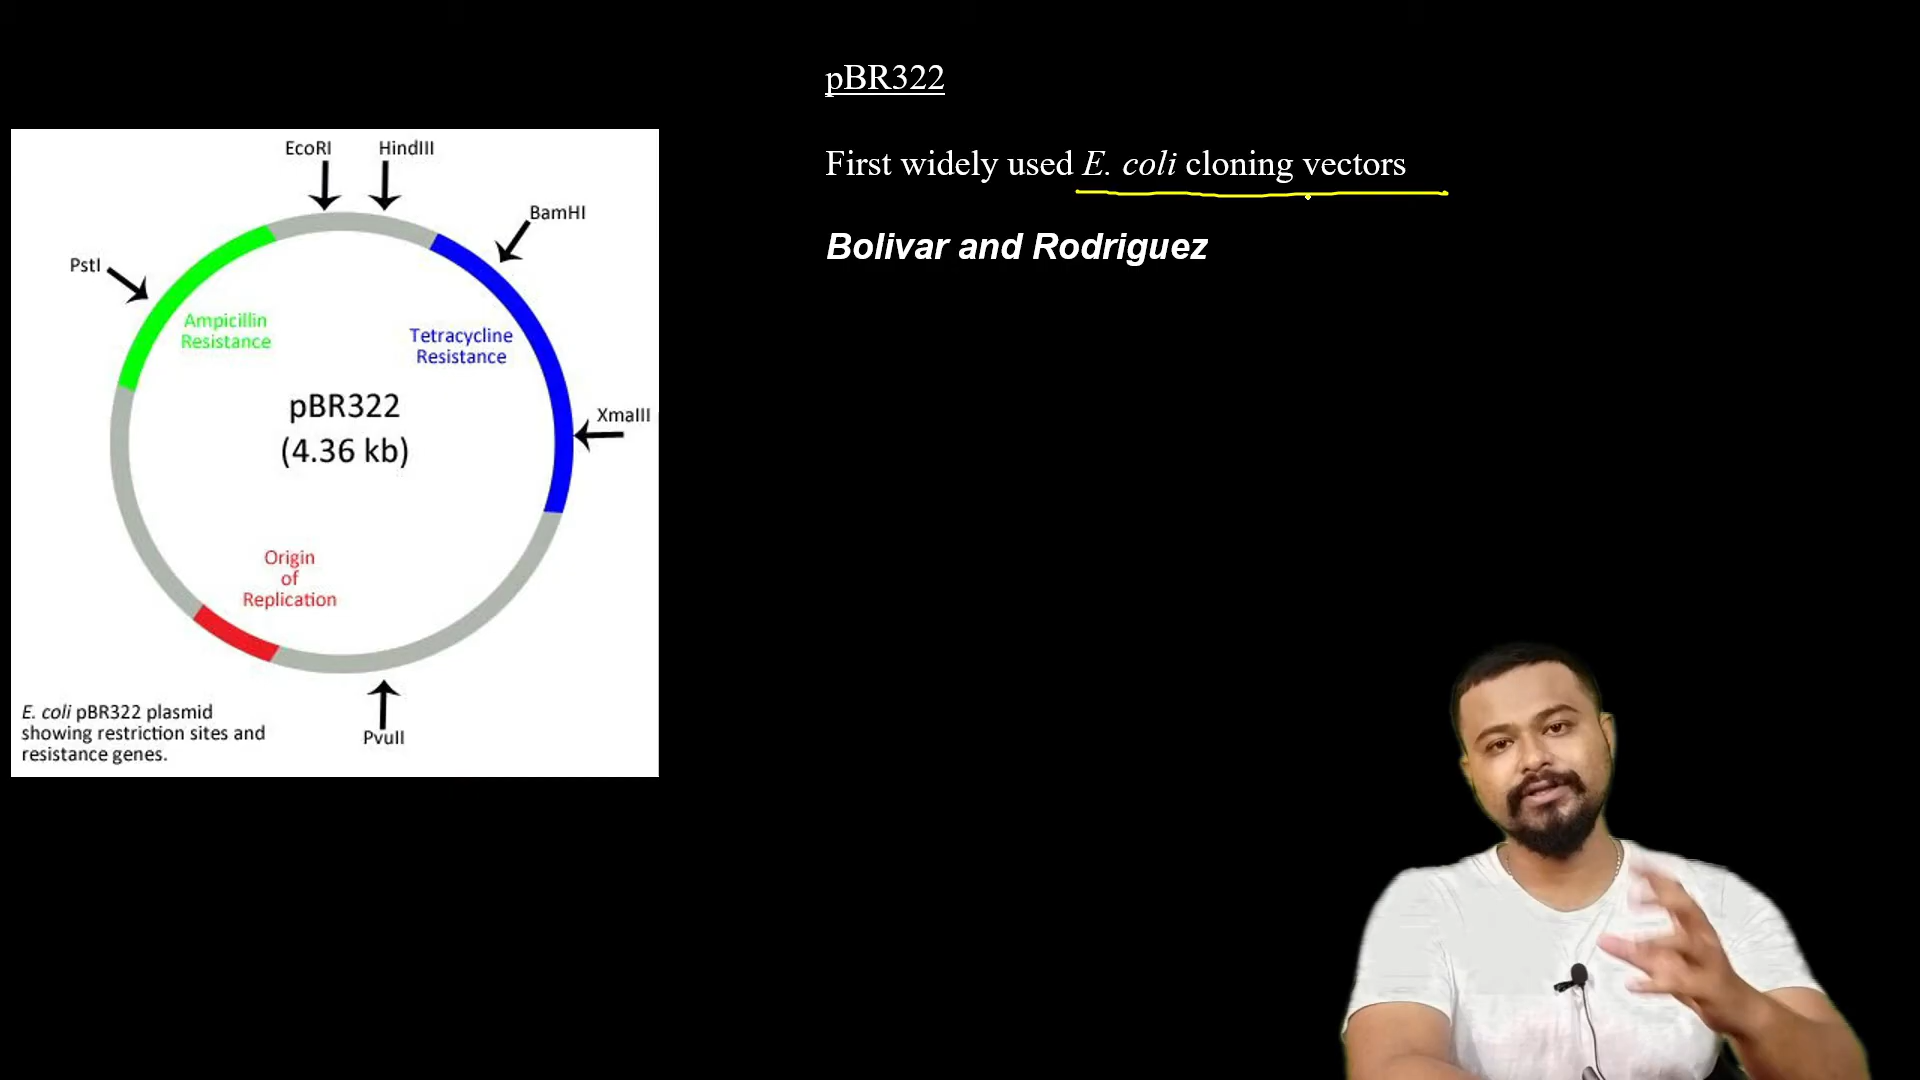 pBR322
First widely used E. coli cloning vectors
Bolivar and Rodriguez
EcoRI
HindIII
BamHI
PstI
Ampicillin
Resistance
Tetracycline
Resistance
pBR322
(4.36 kb)
XmaIII
Origin
of
Replication
E. coli pBR322 plasmid
showing restriction sites and
resistance genes.
PvuII